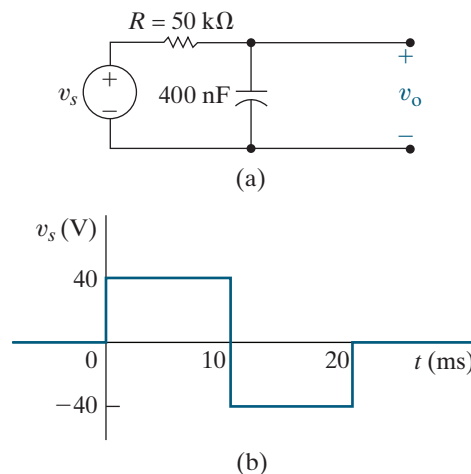 R = 50 kΩ
+
v_s
−
400 nF
+
v_o
−
(a)
v_s (V)
40
0
10
20
t (ms)
−40
(b)